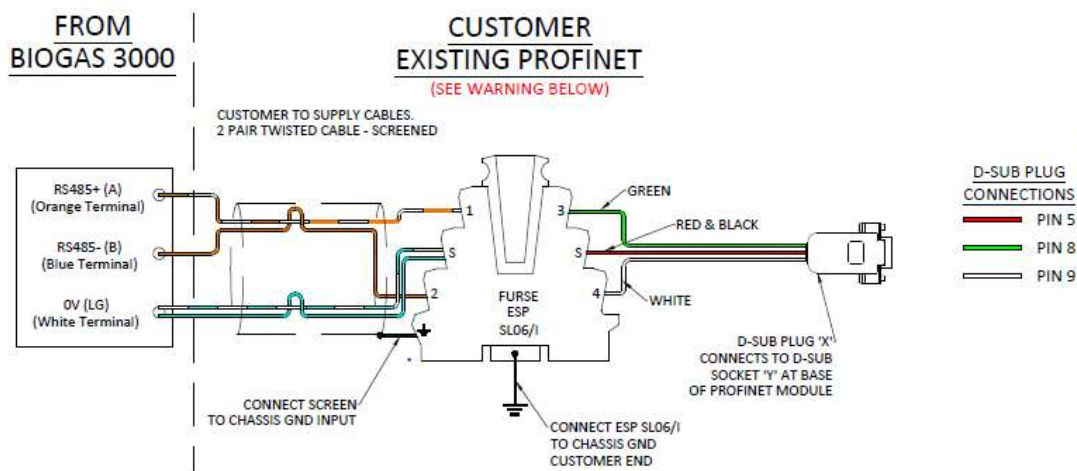 FROM
BIOGAS 3000
CUSTOMER
EXISTING PROFINET
(SEE WARNING BELOW)
CUSTOMER TO SUPPLY CABLES.
2 PAIR TWISTED CABLE - SCREENED
RS485+ (A)
(Orange Terminal)
RS485- (B)
(Blue Terminal)
0V (LG)
(White Terminal)
1
S
2
3
S
4
FURSE
ESP
SL06/I
GREEN
RED & BLACK
WHITE
D-SUB PLUG
CONNECTIONS
PIN 5
PIN 8
PIN 9
D-SUB PLUG 'X'
CONNECTS TO D-SUB
SOCKET 'Y' AT BASE
OF PROFINET MODULE
CONNECT SCREEN
TO CHASSIS GND INPUT
CONNECT ESP SL06/I
TO CHASSIS GND
CUSTOMER END